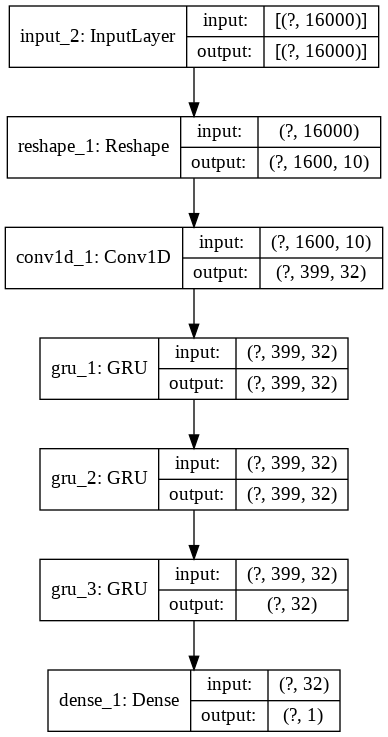 input_2: InputLayer
input: [(?, 16000)]
output: [(?, 16000)]
reshape_1: Reshape
input: (?, 16000)
output: (?, 1600, 10)
conv1d_1: Conv1D
input: (?, 1600, 10)
output: (?, 399, 32)
gru_1: GRU
input: (?, 399, 32)
output: (?, 399, 32)
gru_2: GRU
input: (?, 399, 32)
output: (?, 399, 32)
gru_3: GRU
input: (?, 399, 32)
output: (?, 32)
dense_1: Dense
input: (?, 32)
output: (?, 1)